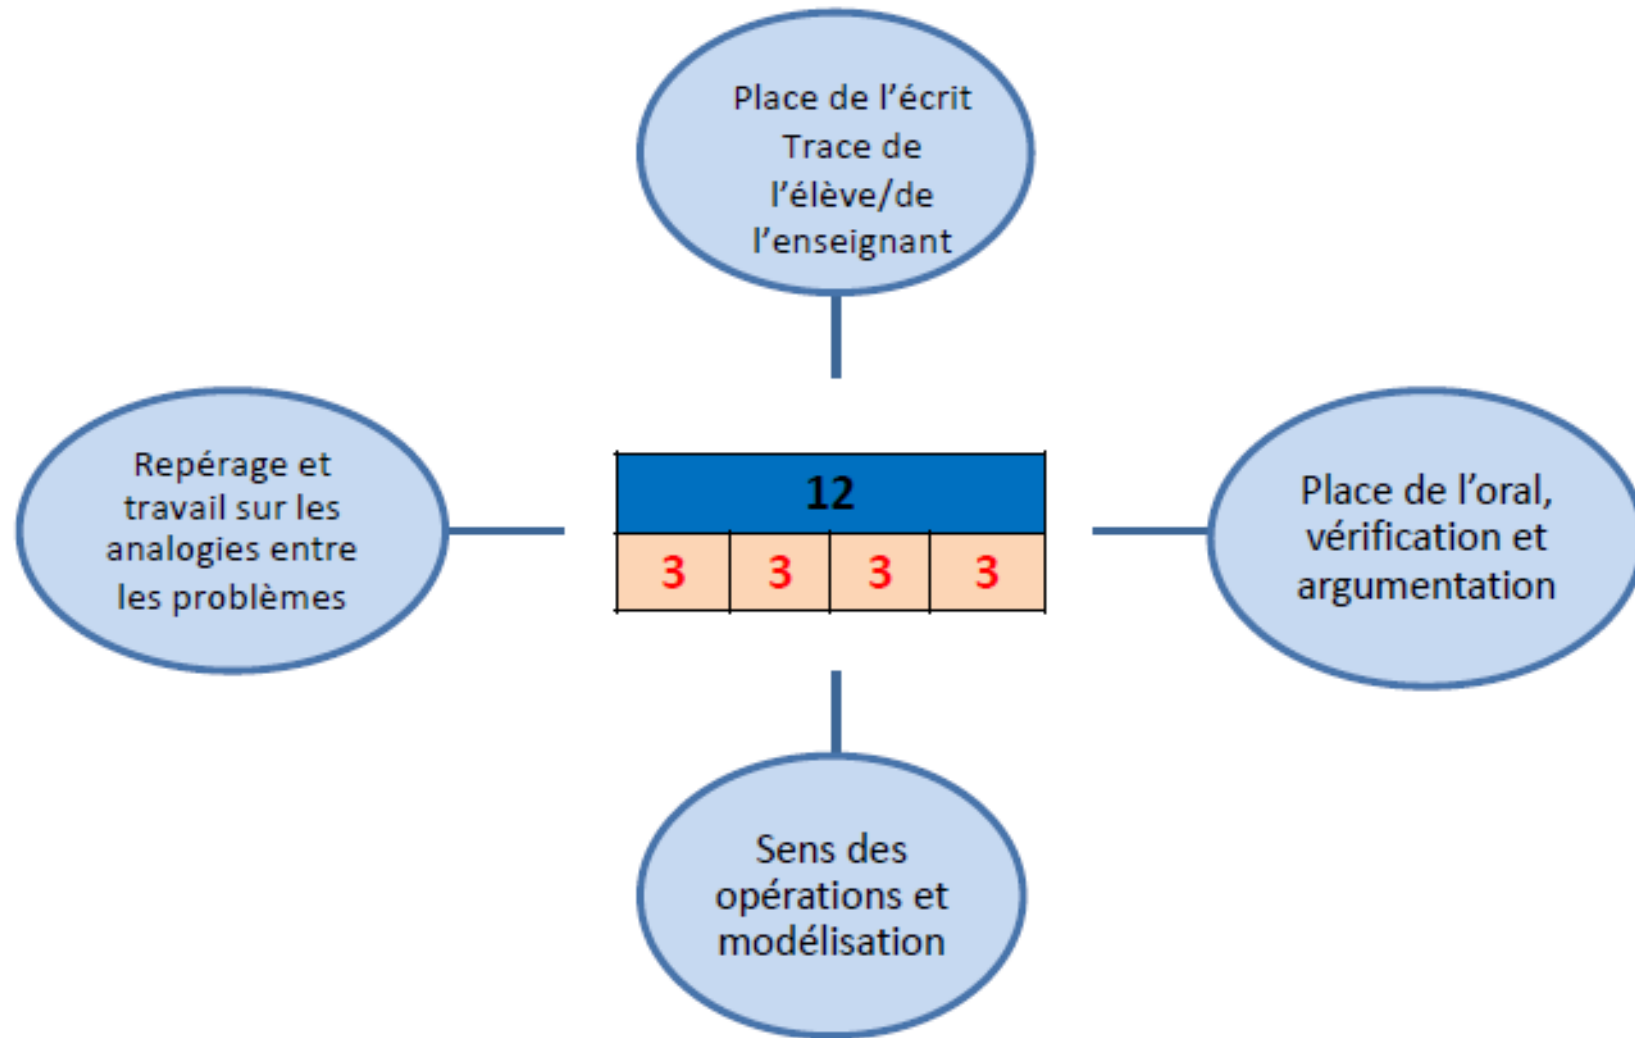 Place de l'écrit
Trace de
l'élève/de
l'enseignant
Repérage et
travail sur les
analogies entre
les problèmes
12
3 3 3 3
Place de l'oral,
vérification et
argumentation
Sens des
opérations et
modélisation